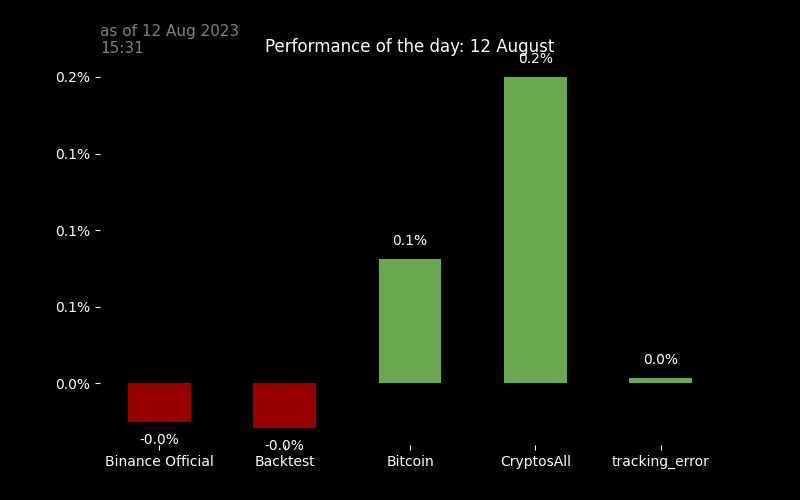 as of 12 Aug 2023
15:31
Performance of the day: 12 August
0.2%
0.2%
0.1%
0.1%
0.1%
0.1%
0.0%
0.0%
-0.0%
-0.0%
Binance Official
Backtest
Bitcoin
CryptosAll
tracking_error